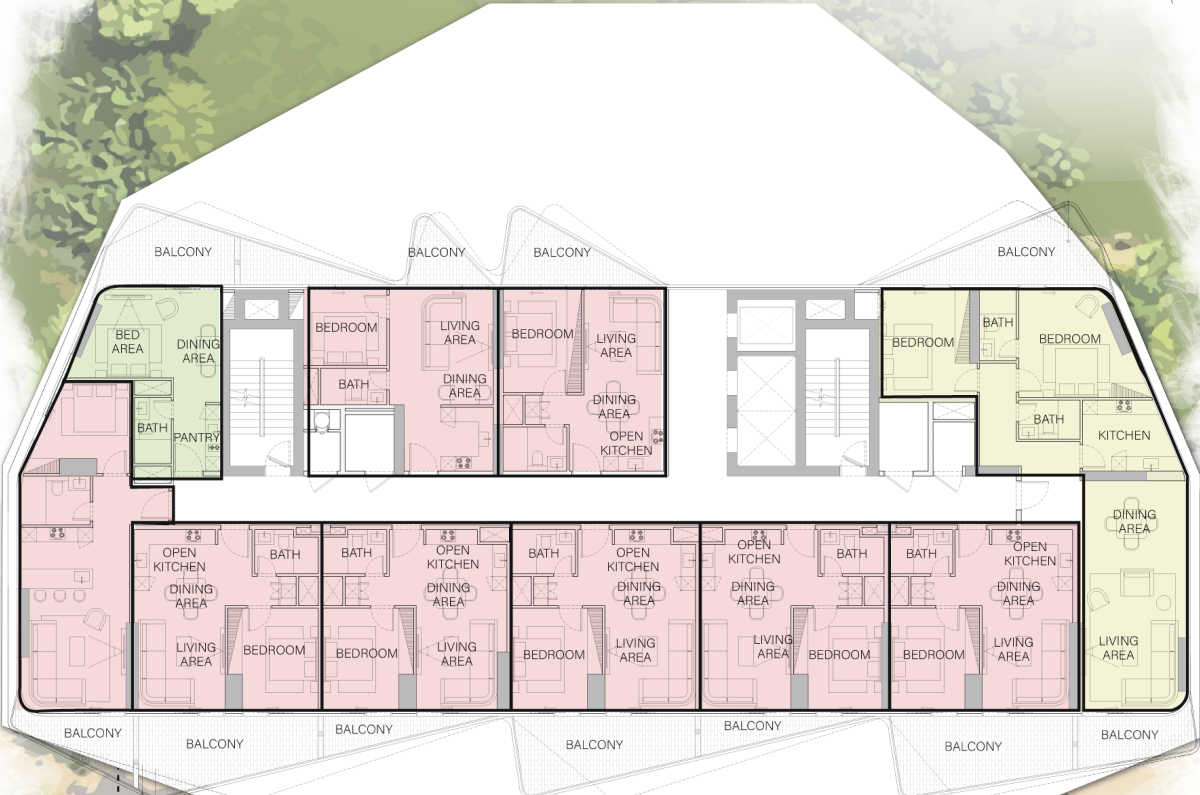 BALCONY
BALCONY
BALCONY
BALCONY
BED
AREA
DINING
AREA
BATH
PANTRY
BEDROOM
LIVING
AREA
BATH
DINING
AREA
BEDROOM
LIVING
AREA
DINING
AREA
OPEN
KITCHEN
BEDROOM
BATH
BEDROOM
BATH
KITCHEN
DINING
AREA
LIVING
AREA
OPEN
KITCHEN
BATH
DINING
AREA
LIVING
AREA
BEDROOM
BATH
OPEN
KITCHEN
DINING
AREA
BEDROOM
LIVING
AREA
BATH
OPEN
KITCHEN
DINING
AREA
BEDROOM
LIVING
AREA
OPEN
KITCHEN
BATH
DINING
AREA
LIVING
AREA
BEDROOM
BATH
OPEN
KITCHEN
DINING
AREA
BEDROOM
LIVING
AREA
BALCONY
BALCONY
BALCONY
BALCONY
BALCONY
BALCONY
BALCONY